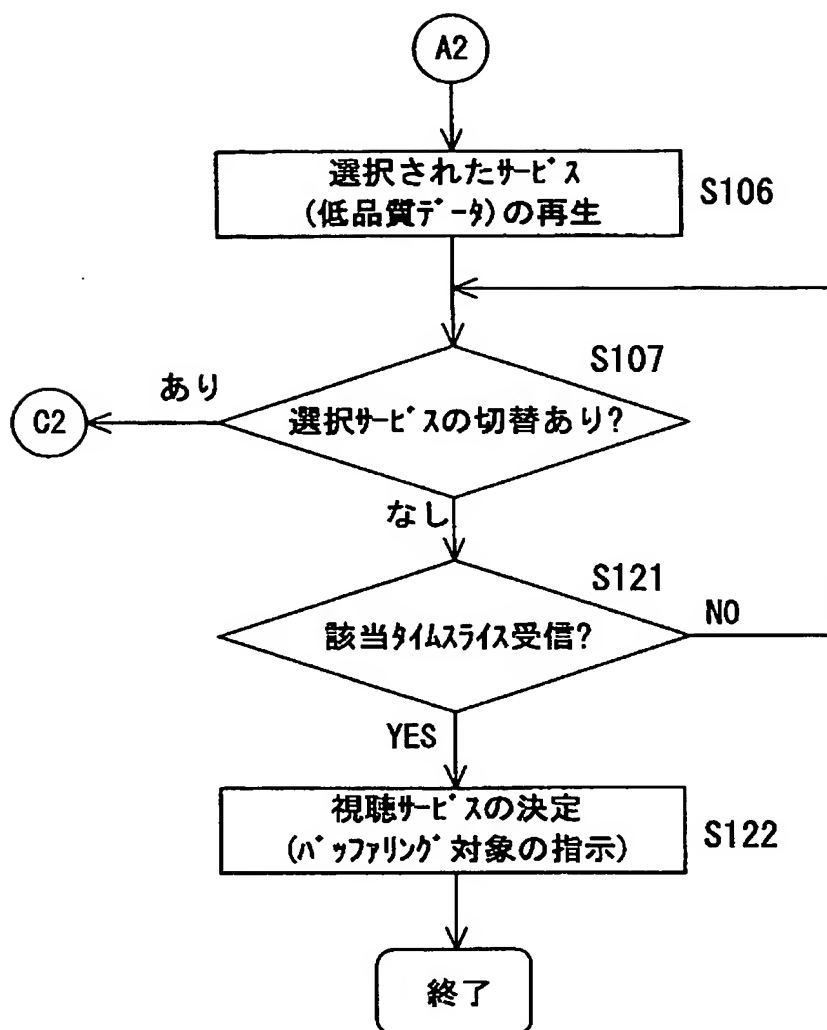 A2
選択されたサービス
(低品質データ)の再生
S106
S107
あり
C2
選択サービスの切替あり?
なし
S121
該当タイムスライス受信?
NO
YES
視聴サービスの決定
(バッファリング対象の指示)
S122
終了